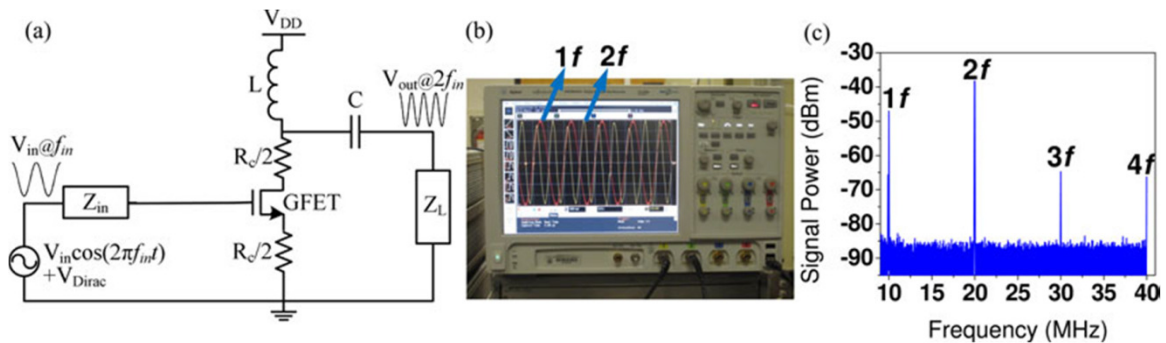 (a)
V_DD
L
C
V_out@2f_in
V_in@f_in
R_c/2
Z_in
GFET
Z_L
R_c/2
V_in cos(2πf_in t)
+V_Dirac
(b)
1f
2f
(c)
Signal Power (dBm)
-30
-40
-50
-60
-70
-80
-90
1f
2f
3f
4f
10 15 20 25 30 35 40
Frequency (MHz)